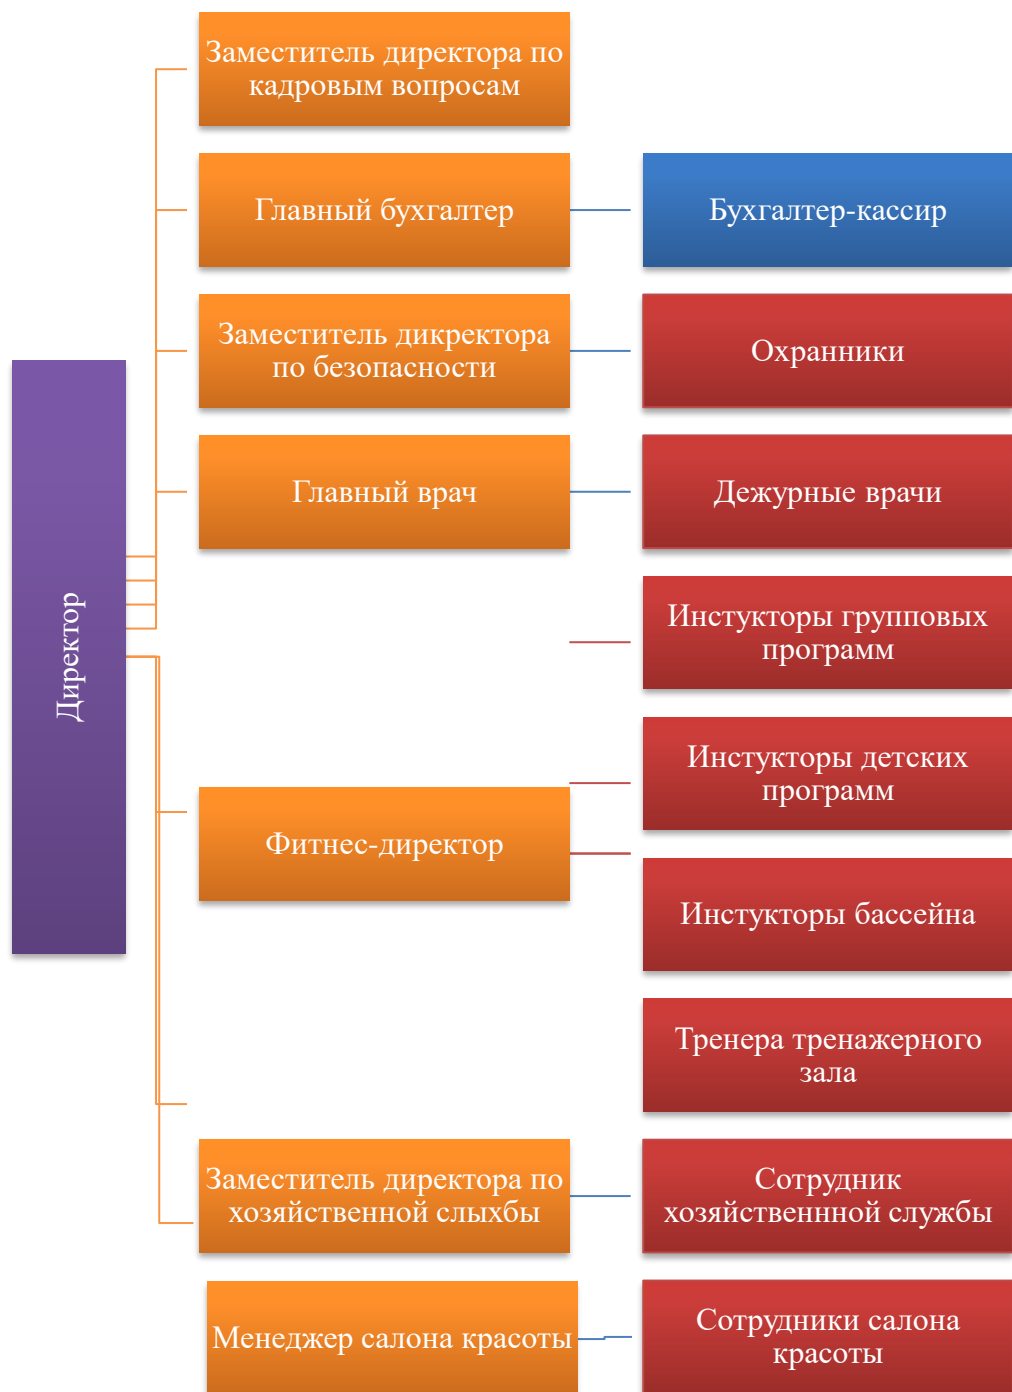 Заместитель директора по
кадровым вопросам
Главный бухгалтер
Бухгалтер-кассир
Заместитель дикректора
по безопасности
Охранники
Главный врач
Дежурные врачи
Директор
Инстукторы групповых
программ
Инстукторы детских
программ
Фитнес-директор
Инстукторы бассейна
Тренера тренажерного
зала
Заместитель директора по
хозяйственной слыхбы
Сотрудник
хозяйственнной службы
Менеджер салона красоты
Сотрудники салона
красоты